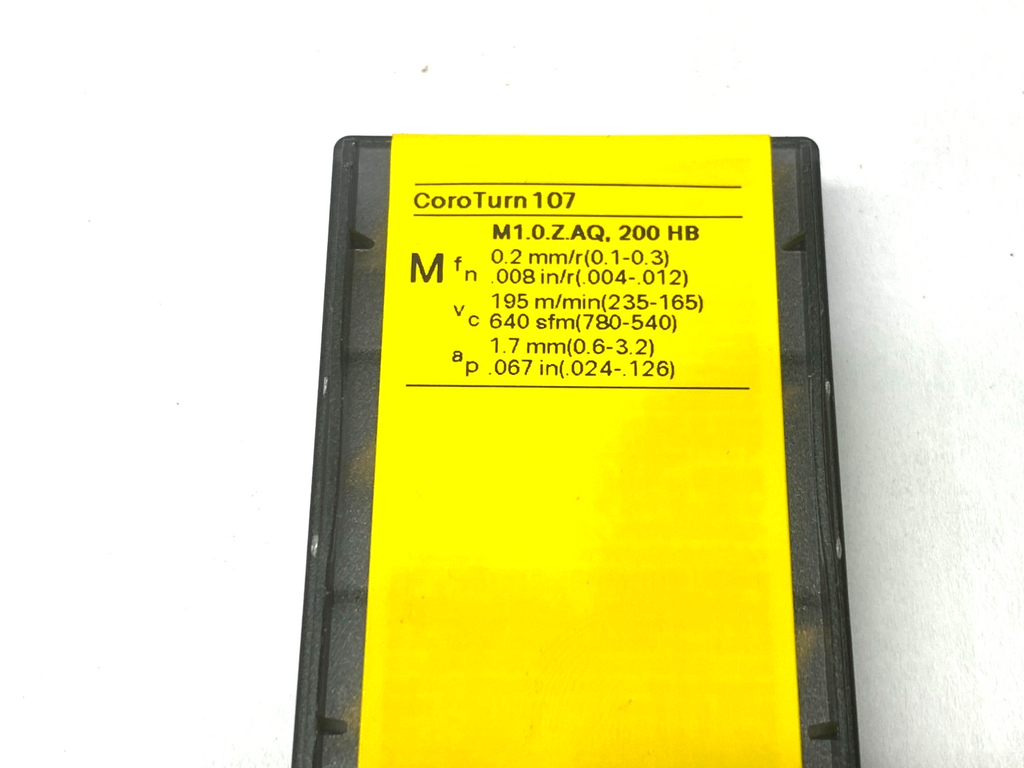 CoroTurn 107
M1.0.Z.AQ, 200 HB
M fn 0.2 mm/r(0.1-0.3)
.008 in/r(.004-.012)
vc 195 m/min(235-165)
640 sfm(780-540)
ap 1.7 mm(0.6-3.2)
.067 in(.024-.126)